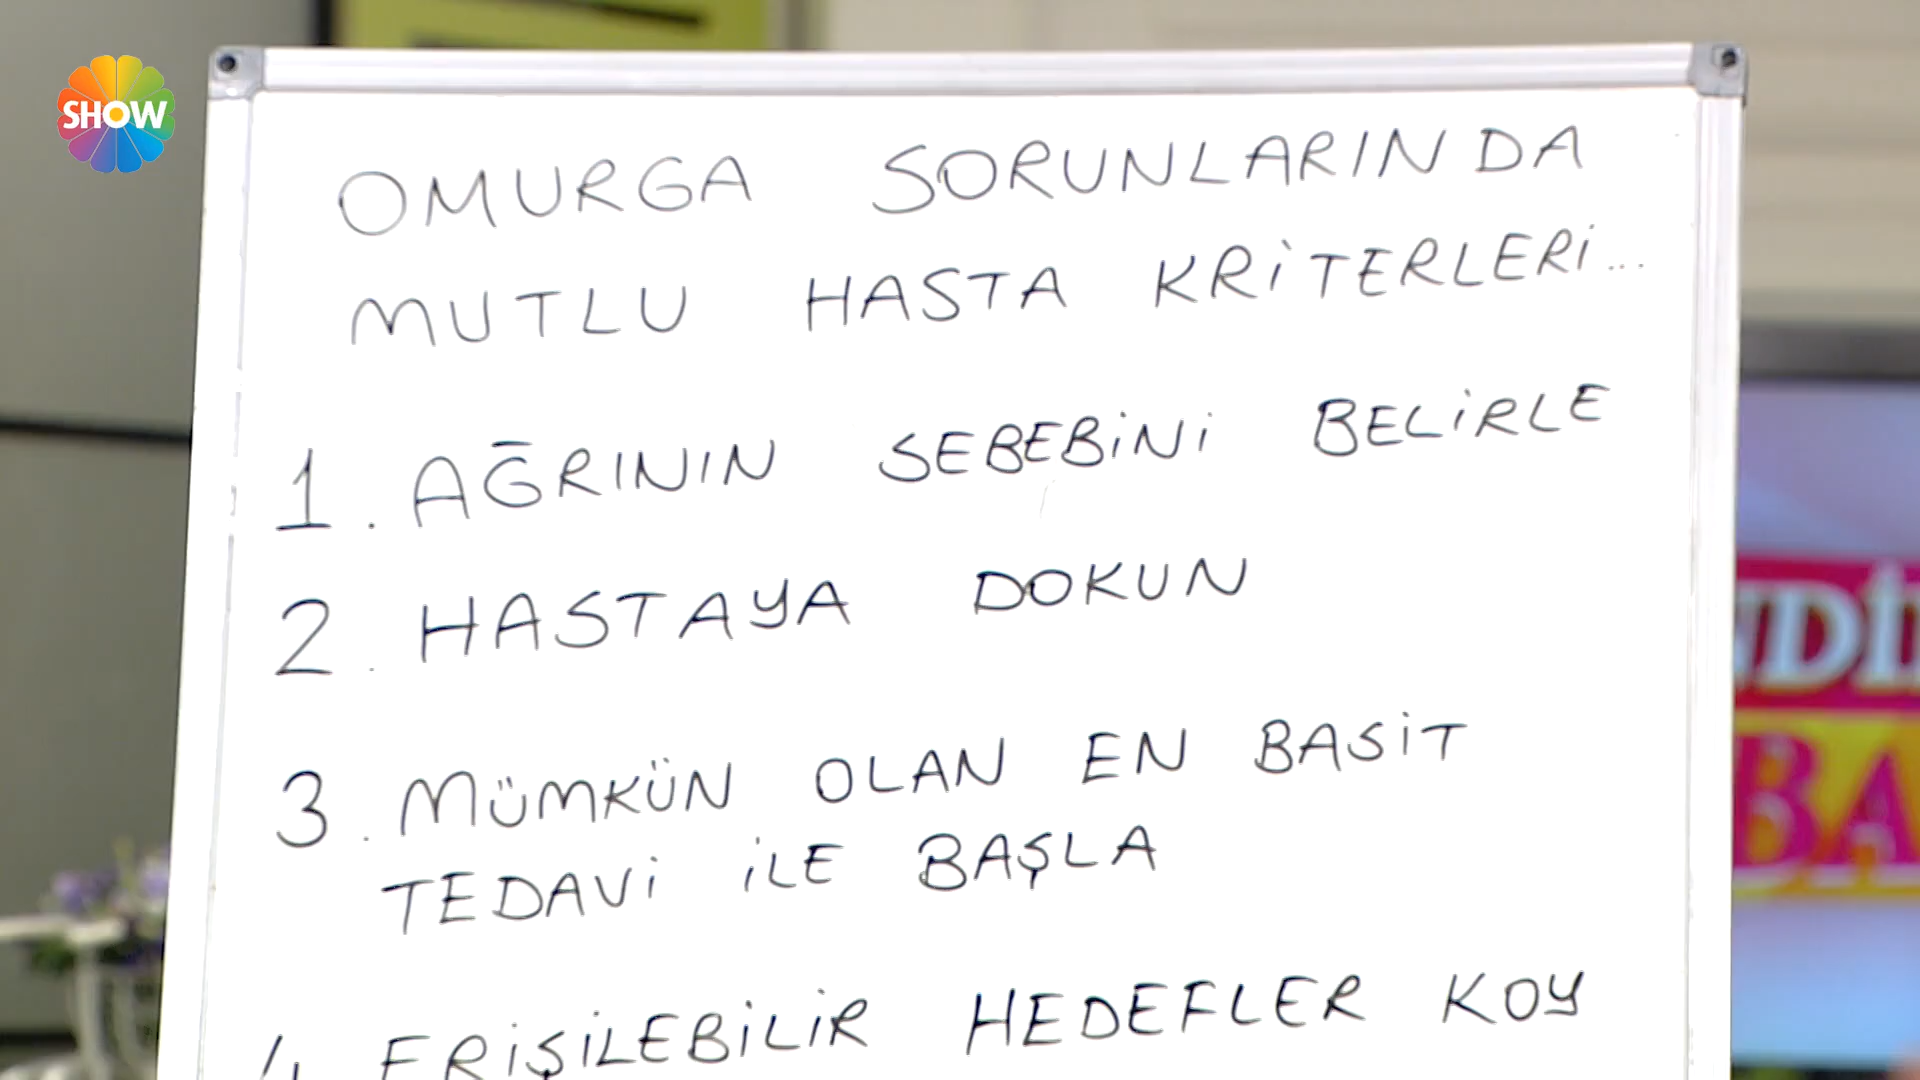 SHOW
OMURGA SORUNLARINDA
MUTLU HASTA KRİTERLERİ...
1. AĞRININ SEBEBİNİ BELİRLE
2. HASTAYA DOKUN
3. MÜMKÜN OLAN EN BASİT
TEDAVİ İLE BAŞLA
4. ERİŞİLEBİLİR HEDEFLER KOY